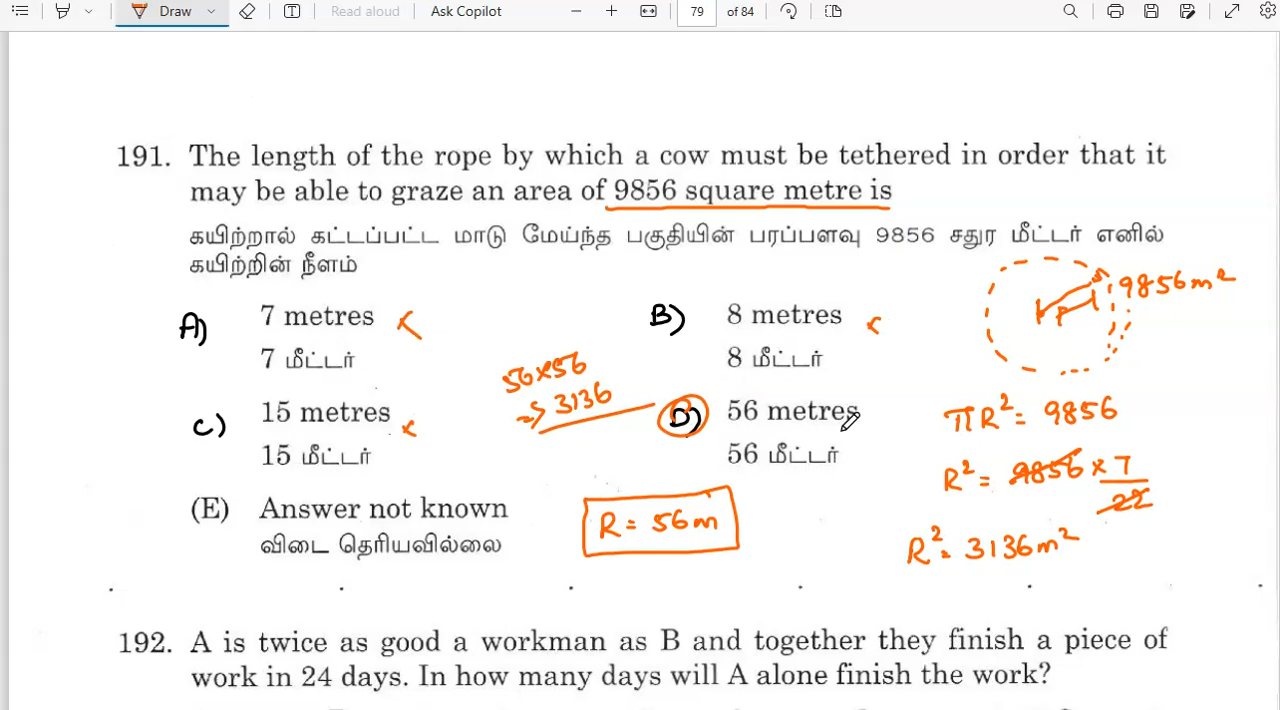 Draw
Read aloud
Ask Copilot
79 of 84
191. The length of the rope by which a cow must be tethered in order that it
may be able to graze an area of 9856 square metre is
கயிற்றால் கட்டப்பட்ட மாடு மேய்ந்த பகுதியின் பரப்பளவு 9856 சதுர மீட்டர் எனில்
கயிற்றின் நீளம்
9856m²
A) 7 metres
7 மீட்டர்
B) 8 metres
8 மீட்டர்
56×56
=> 3136
C) 15 metres
15 மீட்டர்
D) 56 metres
56 மீட்டர்
πR² = 9856
R² = 9856 × 7
22
R² = 3136m²
(E) Answer not known
விடை தெரியவில்லை
R = 56m
192. A is twice as good a workman as B and together they finish a piece of
work in 24 days. In how many days will A alone finish the work?